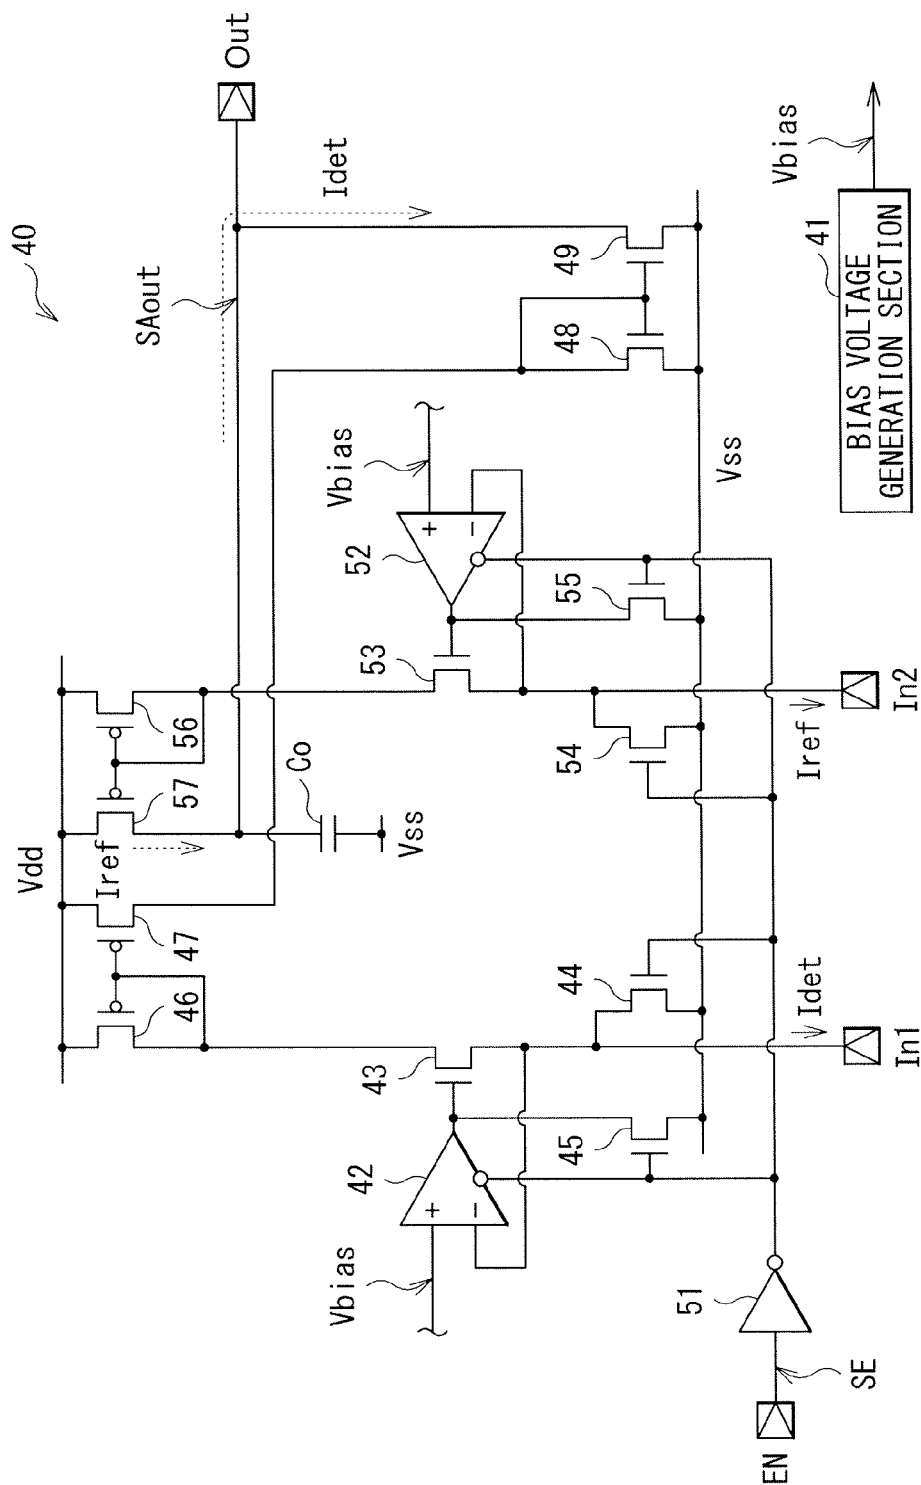 40
Out
Idet
SAout
49
48
Vbias
52
53
55
54
Vdd
56
57
Iref
47
46
Co
Vss
Vss
Iref
In2
44
43
42
45
Vbias
Idet
In1
51
SE
EN
Vbias
41
BIAS VOLTAGE
GENERATION SECTION
+
−
+
−